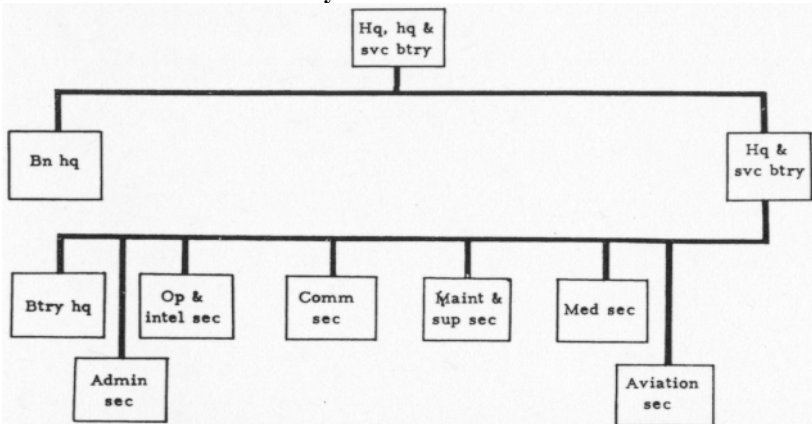 Hq, hq &
svc btry
Bn hq
Hq &
svc btry
Btry hq
Op &
intel sec
Comm
sec
Maint &
sup sec
Med sec
Admin
sec
Aviation
sec